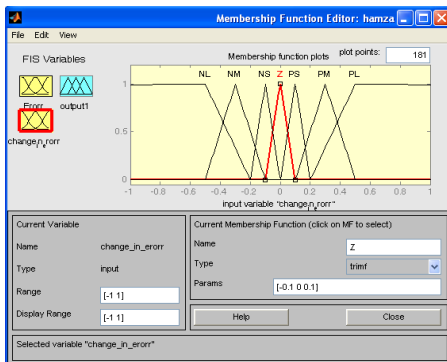 Membership Function Editor: hamza
File Edit View
FIS Variables
Membership function plots
plot points:
181
NL NM NS Z PS PM PL
Erorr
output1
change_in_erorr
1
0.5
0
-1 -0.8 -0.6 -0.4 -0.2 0 0.2 0.4 0.6 0.8 1
input variable "change_in_erorr"
Current Variable
Name change_in_erorr
Type input
Range [-1 1]
Display Range [-1 1]
Current Membership Function (click on MF to select)
Name Z
Type trimf
Params [-0.1 0 0.1]
Help Close
Selected variable "change_in_erorr"